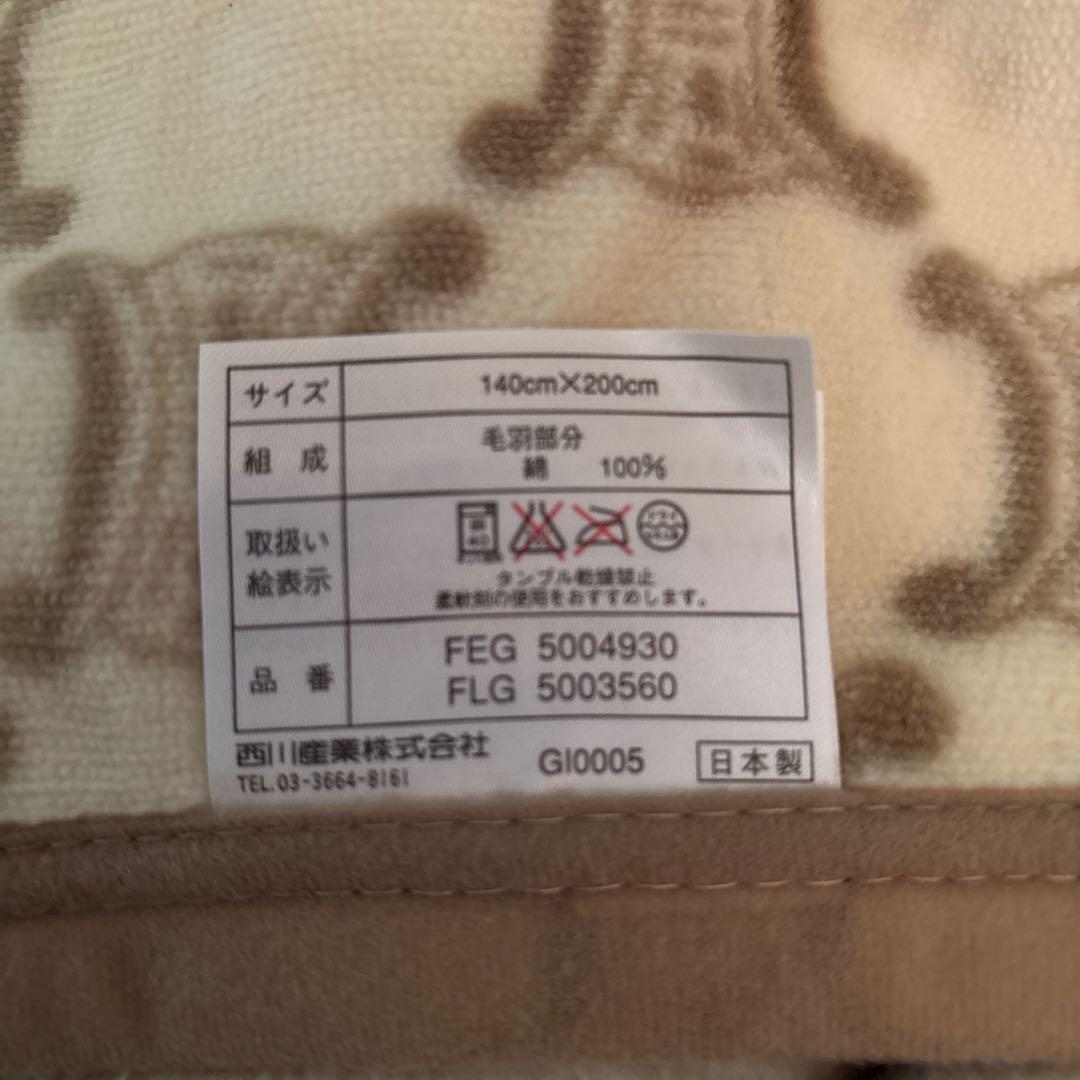 サイズ 140cm×200cm
組 成 毛羽部分
綿 100%
取扱い
絵表示
タンブル乾燥禁止
柔軟剤の使用をおすすめします。
品 番 FEG 5004930
FLG 5003560
西川産業株式会社 GI0005 日本製
TEL.03-3664-8161